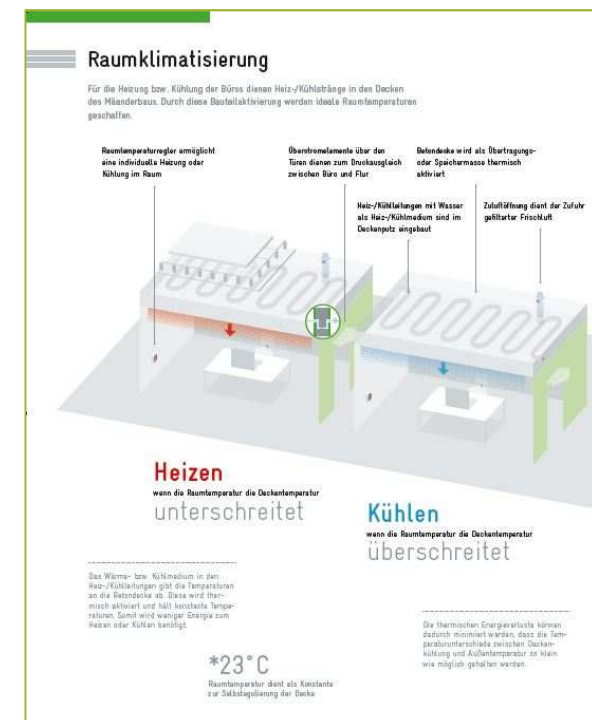 Raumklimatisierung
Für die Heizung bzw. Kühlung der Büros dienen Heiz-/Kühlstränge in den Decken
des Mäanderbaus. Durch diese Bauteilaktivierung werden ideale Raumtemperaturen
geschaffen.
Raumtemperaturregler ermöglicht
eine individuelle Heizung oder
Kühlung im Raum
Überstromelemente über den
Türen dienen zum Druckausgleich
zwischen Büro und Flur
Betondecke wird als Übertragungs-
oder Speichermasse thermisch
aktiviert
Heiz-/Kühlleitungen mit Wasser
als Heiz-/Kühlmedium sind im
Deckenputz eingebaut
Zuluftöffnung dient der Zufuhr
gefilterter Frischluft
Heizen
wenn die Raumtemperatur die Deckentemperatur
unterschreitet
Kühlen
wenn die Raumtemperatur die Deckentemperatur
überschreitet
Das Wärme- bzw. Kühlmedium in den
Heiz-/Kühlleitungen gibt die Temperaturen
an die Betondecke ab. Diese wird ther-
misch aktiviert und hält konstante Tempe-
raturen. Somit wird weniger Energie zum
Heizen oder Kühlen benötigt.
Die thermischen Energieverluste können
dadurch minimiert werden, dass die Tem-
peraturunterschiede zwischen Decken-
kühlung und Außentemperatur so klein
wie möglich gehalten werden.
*23°C
Raumtemperatur dient als Konstante
zur Selbstregulierung der Decke